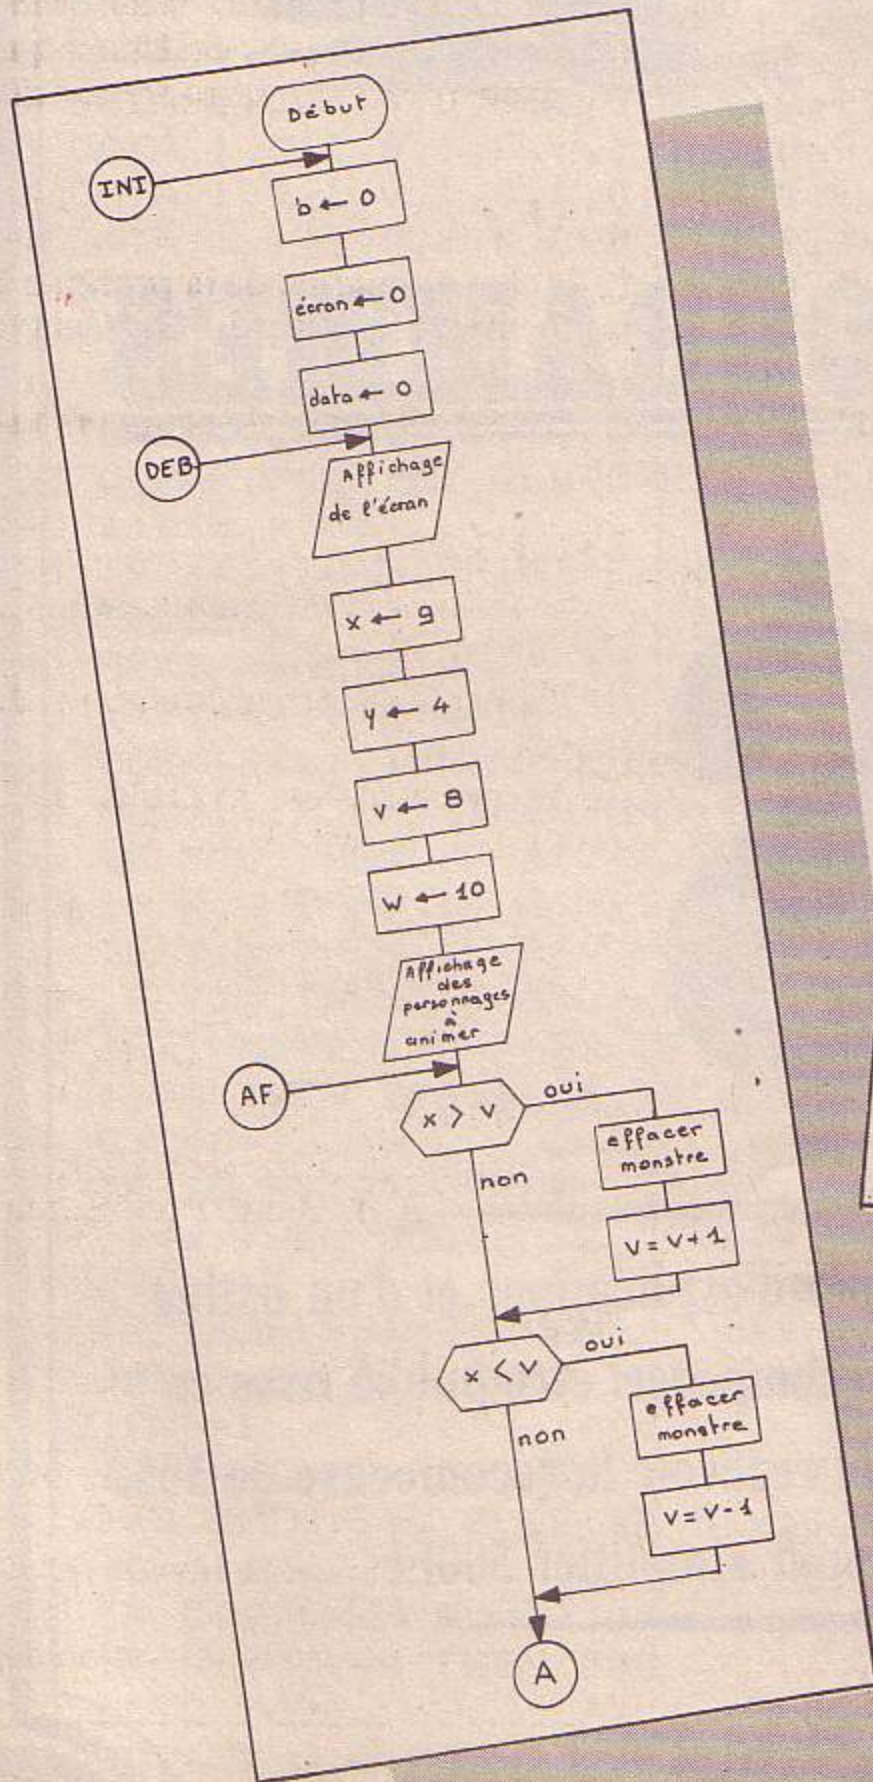 Début
INI
b ← 0
écran ← 0
data ← 0
DEB
Affichage
de l'écran
x ← 9
y ← 4
v ← 8
w ← 10
Affichage
des
personnages
à
animer
AF
x > v
oui
effacer
monstre
non
v = v + 1
x < v
oui
effacer
monstre
non
v = v - 1
A